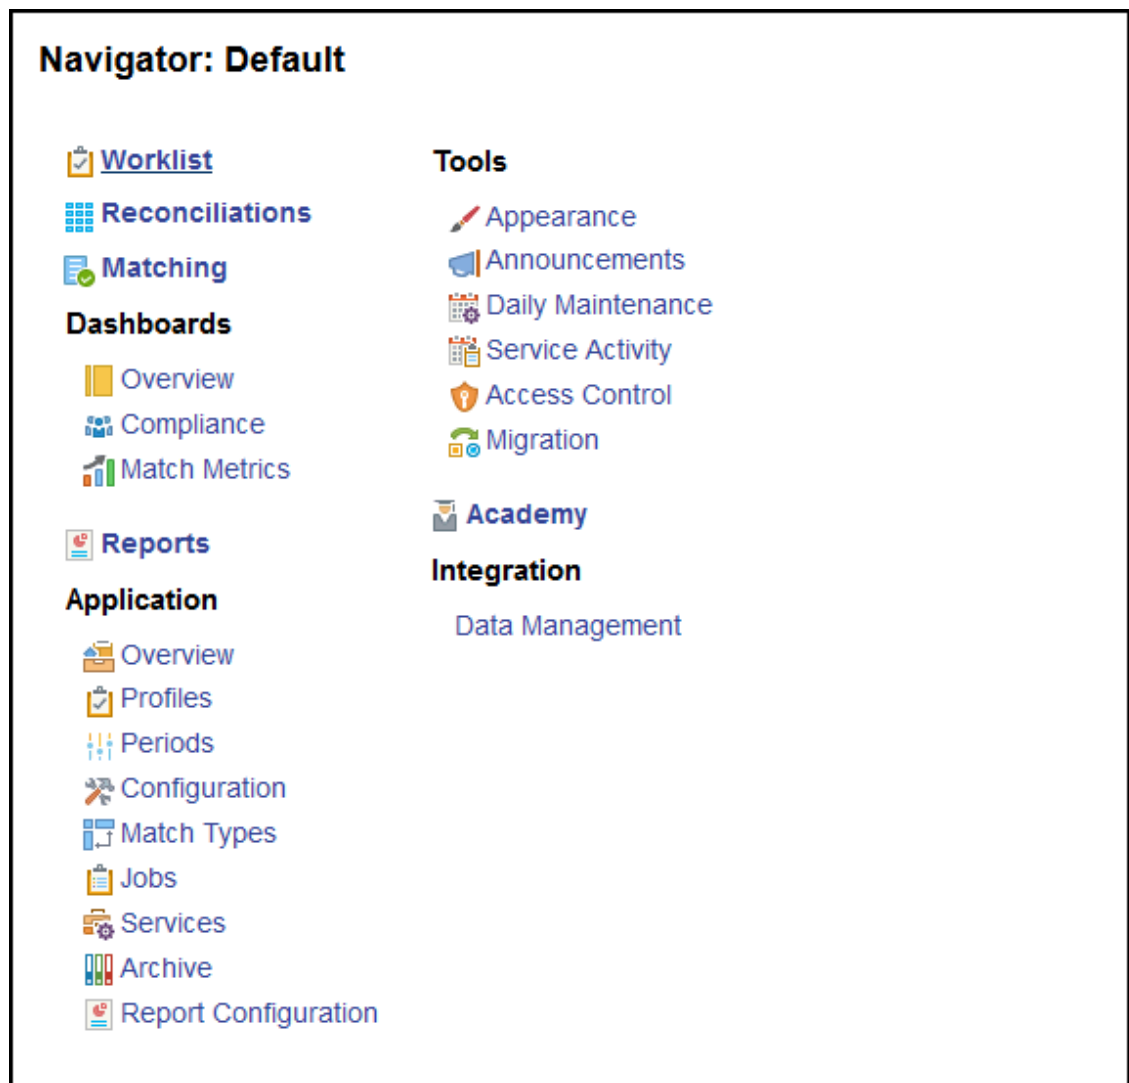 Navigator: Default
Worklist
Reconciliations
Matching
Dashboards
Overview
Compliance
Match Metrics
Reports
Application
Overview
Profiles
Periods
Configuration
Match Types
Jobs
Services
Archive
Report Configuration
Tools
Appearance
Announcements
Daily Maintenance
Service Activity
Access Control
Migration
Academy
Integration
Data Management